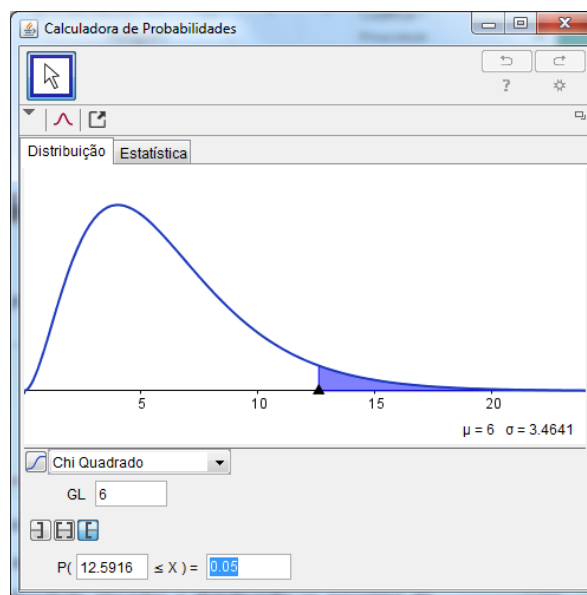 Calculadora de Probabilidades
?
Distribuição Estatística
5 10 15 20
μ = 6 σ = 3.4641
Chi Quadrado
GL 6
P( 12.5916 ≤ X ) = 0.05